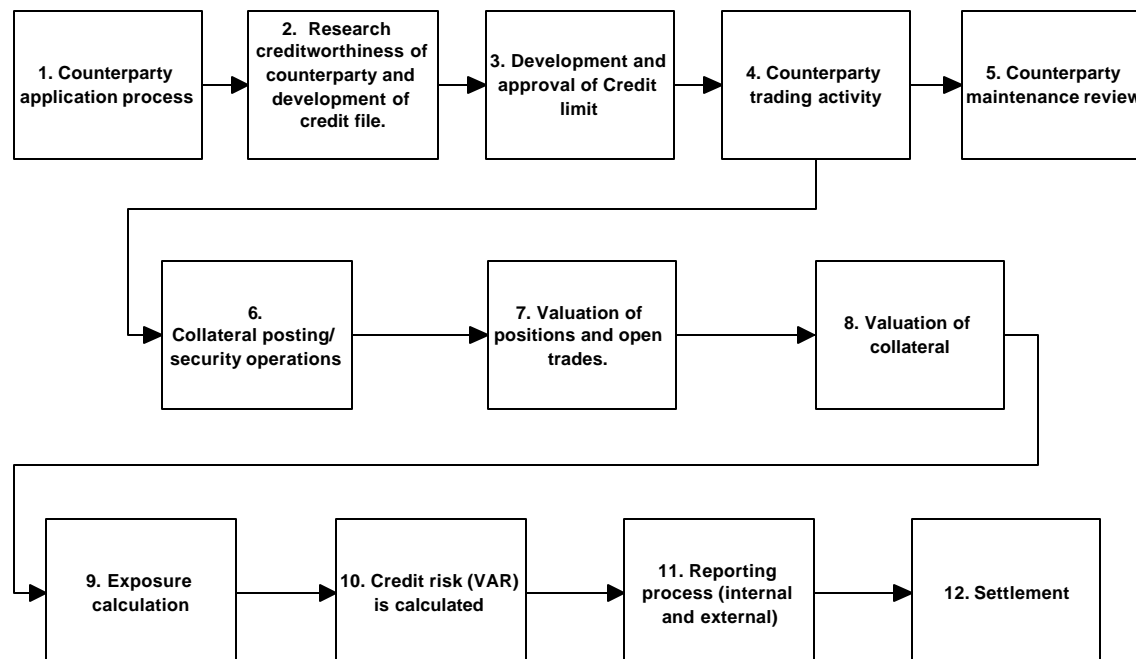 1. Counterparty
application process
2. Research
creditworthiness of
counterparty and
development of
credit file.
3. Development and
approval of Credit
limit
4. Counterparty
trading activity
5. Counterparty
maintenance review
6.
Collateral posting/
security operations
7. Valuation of
positions and open
trades.
8. Valuation of
collateral
9. Exposure
calculation
10. Credit risk (VAR)
is calculated
11. Reporting
process (internal
and external)
12. Settlement